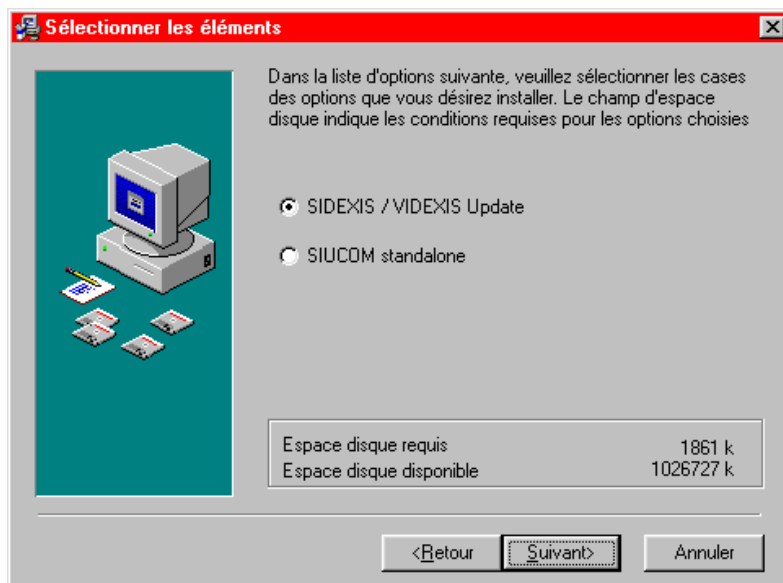 Sélectionner les éléments
Dans la liste d'options suivante, veuillez sélectionner les cases
des options que vous désirez installer. Le champ d'espace
disque indique les conditions requises pour les options choisies
SIDEXIS / VIDEXIS Update
SIUCOM standalone
Espace disque requis 1861 k
Espace disque disponible 1026727 k
<Retour Suivant> Annuler